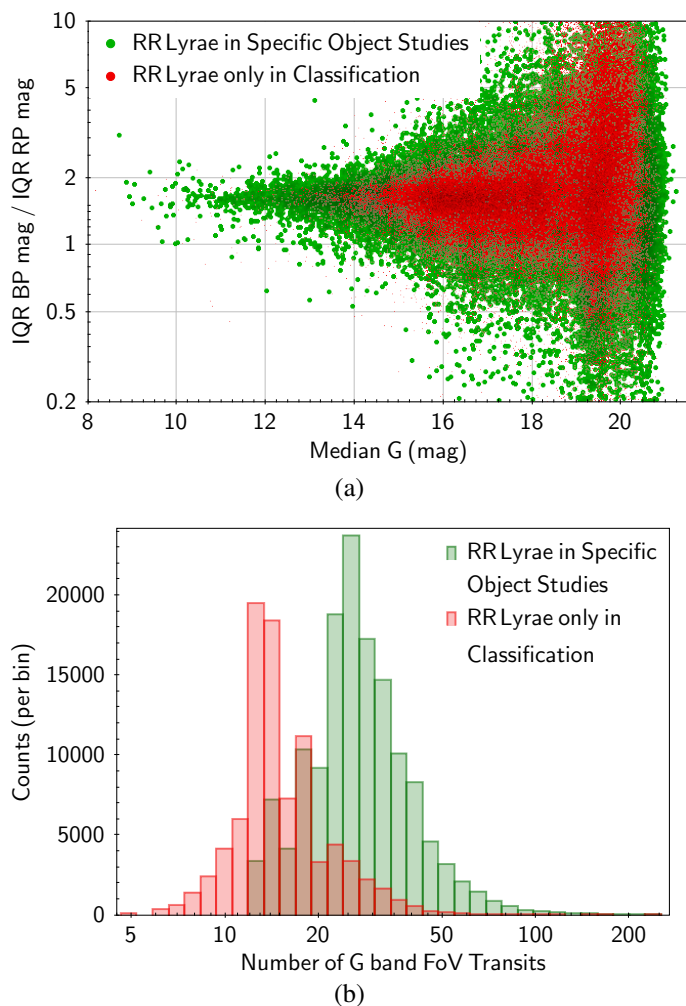 10
5
2
1
0.5
0.2
IQR BP mag / IQR RP mag
RR Lyrae in Specific Object Studies
RR Lyrae only in Classification
8 10 12 14 16 18 20
Median G (mag)
(a)
20000
15000
10000
5000
0
Counts (per bin)
RR Lyrae in Specific
Object Studies
RR Lyrae only in
Classification
5 10 20 50 100 200
Number of G band FoV Transits
(b)